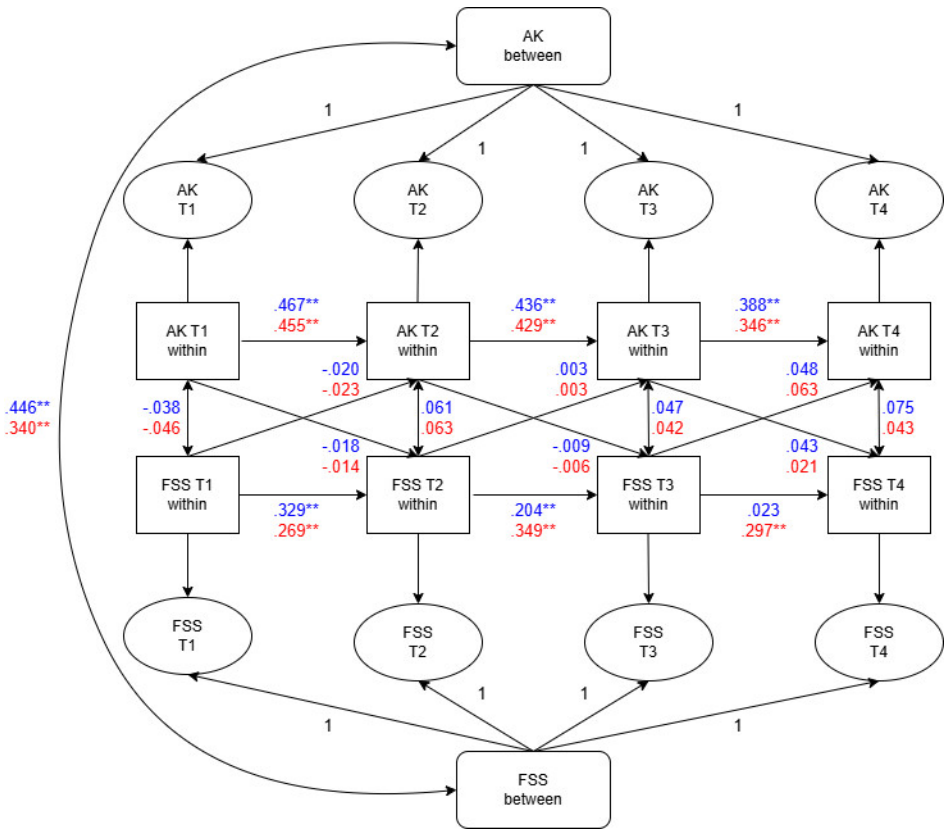 AK
between
1
1
1
1
AK
T1
AK
T2
AK
T3
AK
T4
.467**
.455**
.436**
.429**
.388**
.346**
AK T1
within
AK T2
within
AK T3
within
AK T4
within
-.020
-.023
.003
.003
.048
.063
.446**
.340**
-.038
-.046
.061
.063
.047
.042
.075
.043
-.018
-.014
-.009
-.006
.043
.021
FSS T1
within
FSS T2
within
FSS T3
within
FSS T4
within
.329**
.269**
.204**
.349**
.023
.297**
FSS
T1
FSS
T2
FSS
T3
FSS
T4
1
1
1
1
FSS
between